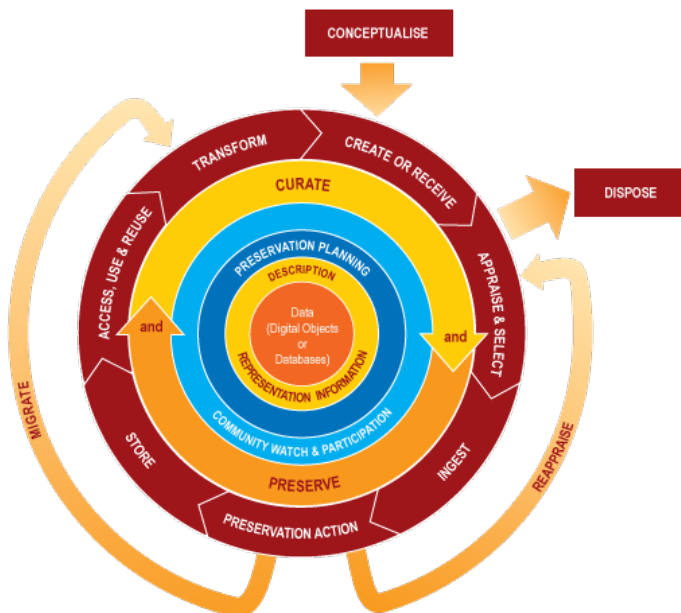 CONCEPTUALISE
CREATE OR RECEIVE
DISPOSE
APPRAISE & SELECT
REAPPRAISE
INGEST
PRESERVATION ACTION
STORE
MIGRATE
ACCESS, USE & REUSE
TRANSFORM
CURATE
and
PRESERVE
and
PRESERVATION PLANNING
COMMUNITY WATCH & PARTICIPATION
DESCRIPTION
REPRESENTATION INFORMATION
Data
(Digital Objects
or
Databases)